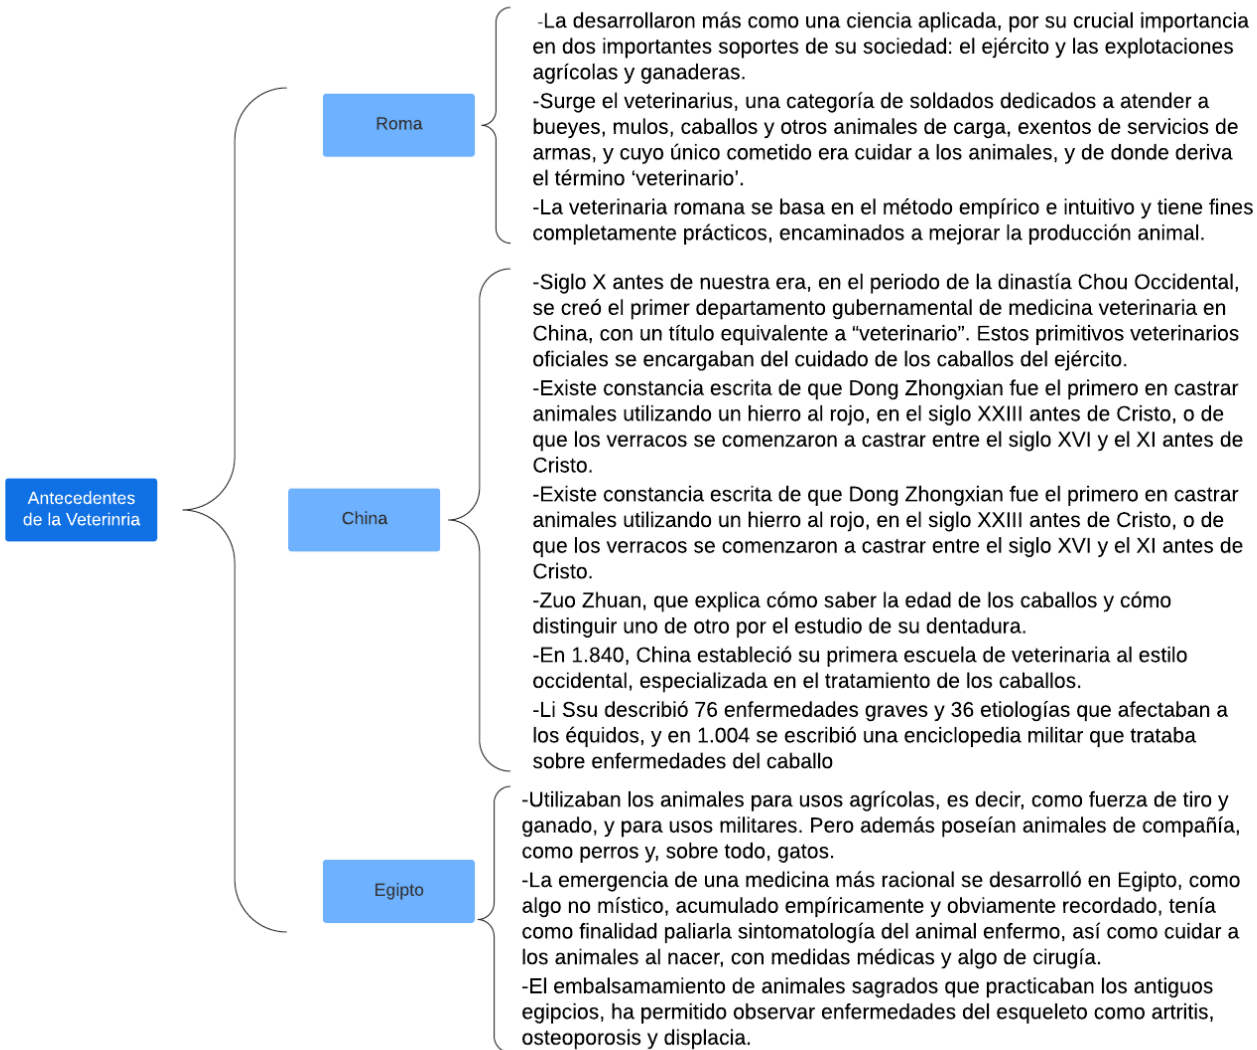 Antecedentes
de la Veterinria
Roma
-La desarrollaron más como una ciencia aplicada, por su crucial importancia
en dos importantes soportes de su sociedad: el ejército y las explotaciones
agrícolas y ganaderas.
-Surge el veterinarius, una categoría de soldados dedicados a atender a
bueyes, mulos, caballos y otros animales de carga, exentos de servicios de
armas, y cuyo único cometido era cuidar a los animales, y de donde deriva
el término ‘veterinario’.
-La veterinaria romana se basa en el método empírico e intuitivo y tiene fines
completamente prácticos, encaminados a mejorar la producción animal.
China
-Siglo X antes de nuestra era, en el periodo de la dinastía Chou Occidental,
se creó el primer departamento gubernamental de medicina veterinaria en
China, con un título equivalente a “veterinario”. Estos primitivos veterinarios
oficiales se encargaban del cuidado de los caballos del ejército.
-Existe constancia escrita de que Dong Zhongxian fue el primero en castrar
animales utilizando un hierro al rojo, en el siglo XXIII antes de Cristo, o de
que los verracos se comenzaron a castrar entre el siglo XVI y el XI antes de
Cristo.
-Existe constancia escrita de que Dong Zhongxian fue el primero en castrar
animales utilizando un hierro al rojo, en el siglo XXIII antes de Cristo, o de
que los verracos se comenzaron a castrar entre el siglo XVI y el XI antes de
Cristo.
-Zuo Zhuan, que explica cómo saber la edad de los caballos y cómo
distinguir uno de otro por el estudio de su dentadura.
-En 1.840, China estableció su primera escuela de veterinaria al estilo
occidental, especializada en el tratamiento de los caballos.
-Li Ssu describió 76 enfermedades graves y 36 etiologías que afectaban a
los équidos, y en 1.004 se escribió una enciclopedia militar que trataba
sobre enfermedades del caballo
Egipto
-Utilizaban los animales para usos agrícolas, es decir, como fuerza de tiro y
ganado, y para usos militares. Pero además poseían animales de compañía,
como perros y, sobre todo, gatos.
-La emergencia de una medicina más racional se desarrolló en Egipto, como
algo no místico, acumulado empíricamente y obviamente recordado, tenía
como finalidad paliarla sintomatología del animal enfermo, así como cuidar a
los animales al nacer, con medidas médicas y algo de cirugía.
-El embalsamamiento de animales sagrados que practicaban los antiguos
egipcios, ha permitido observar enfermedades del esqueleto como artritis,
osteoporosis y displacia.